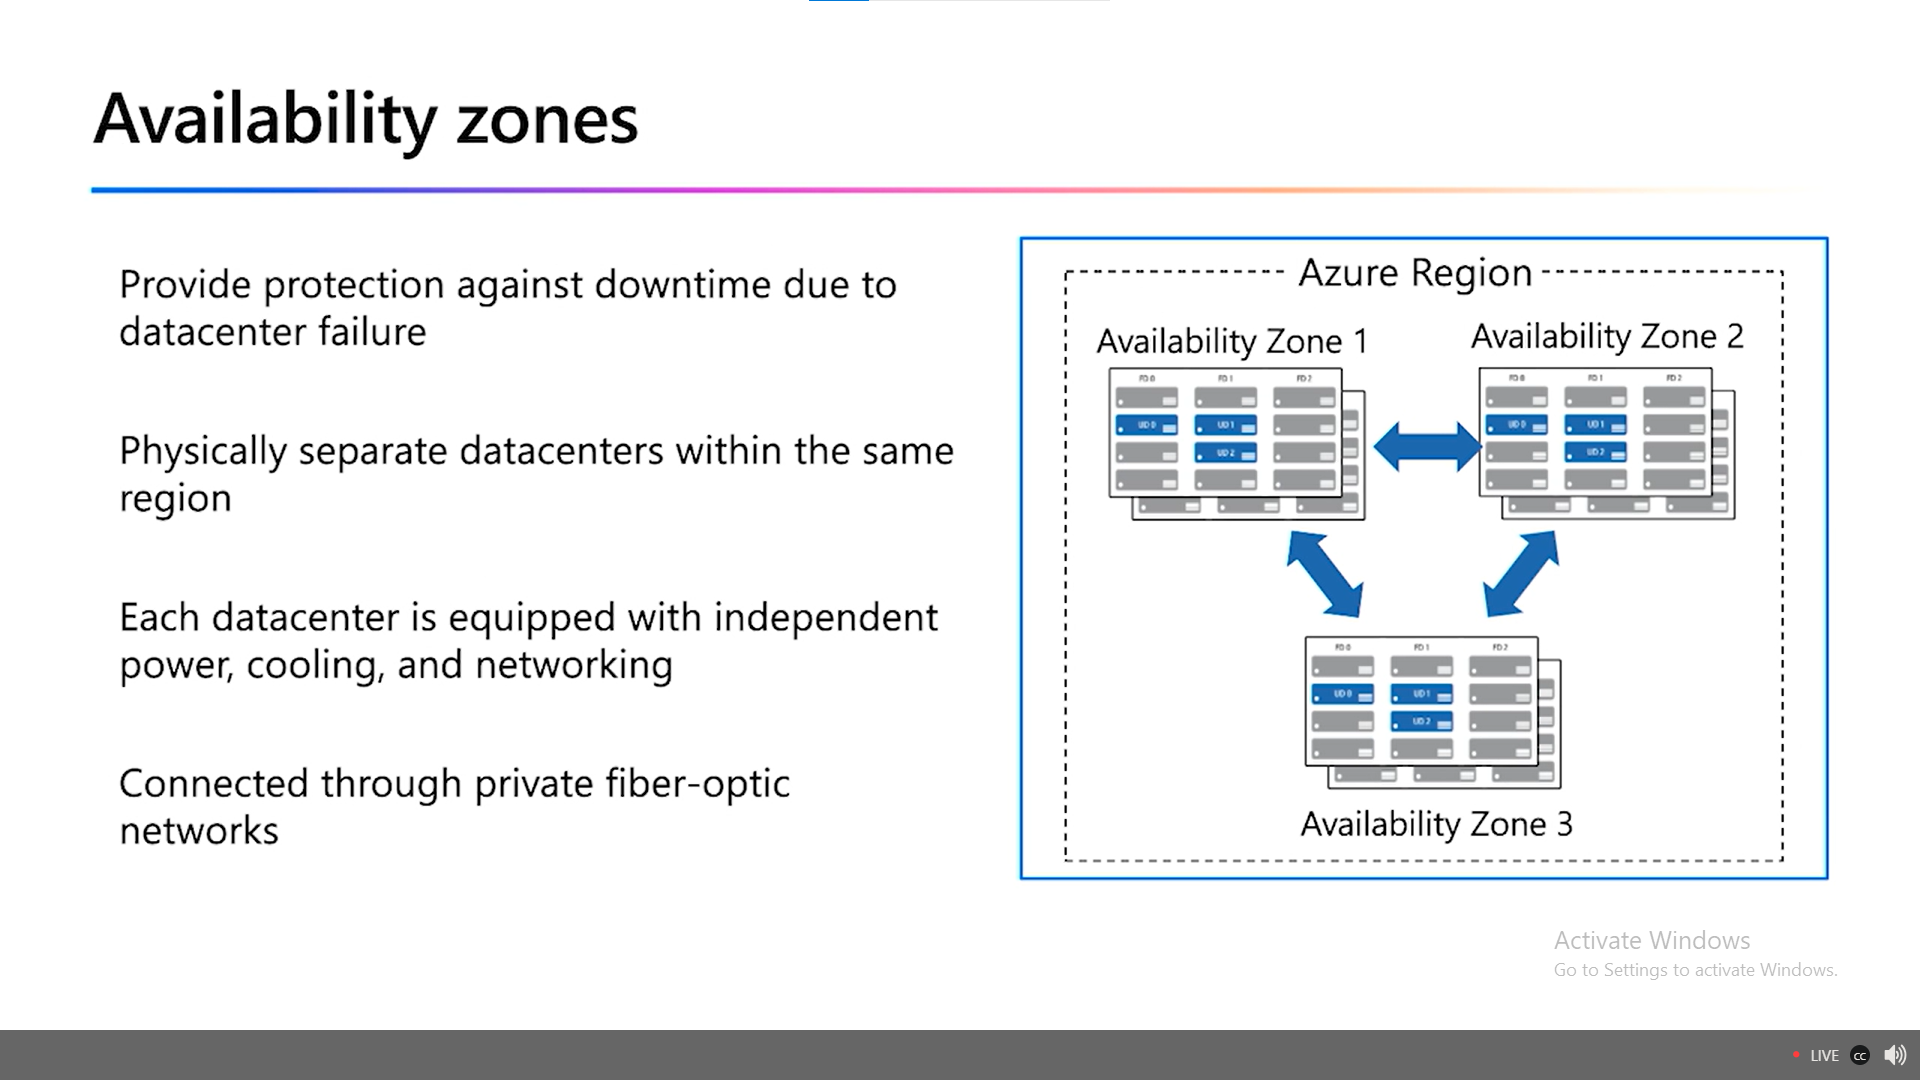 Availability zones
Provide protection against downtime due to
datacenter failure
Physically separate datacenters within the same
region
Each datacenter is equipped with independent
power, cooling, and networking
Connected through private fiber-optic
networks
Azure Region
Availability Zone 1
FD 0 FD 1 FD 2
UD 0 UD 1
UD 2
Availability Zone 2
FD 0 FD 1 FD 2
UD 0 UD 1
UD 2
FD 0 FD 1 FD 2
UD 0 UD 1
UD 2
Availability Zone 3
Activate Windows
Go to Settings to activate Windows.
LIVE CC